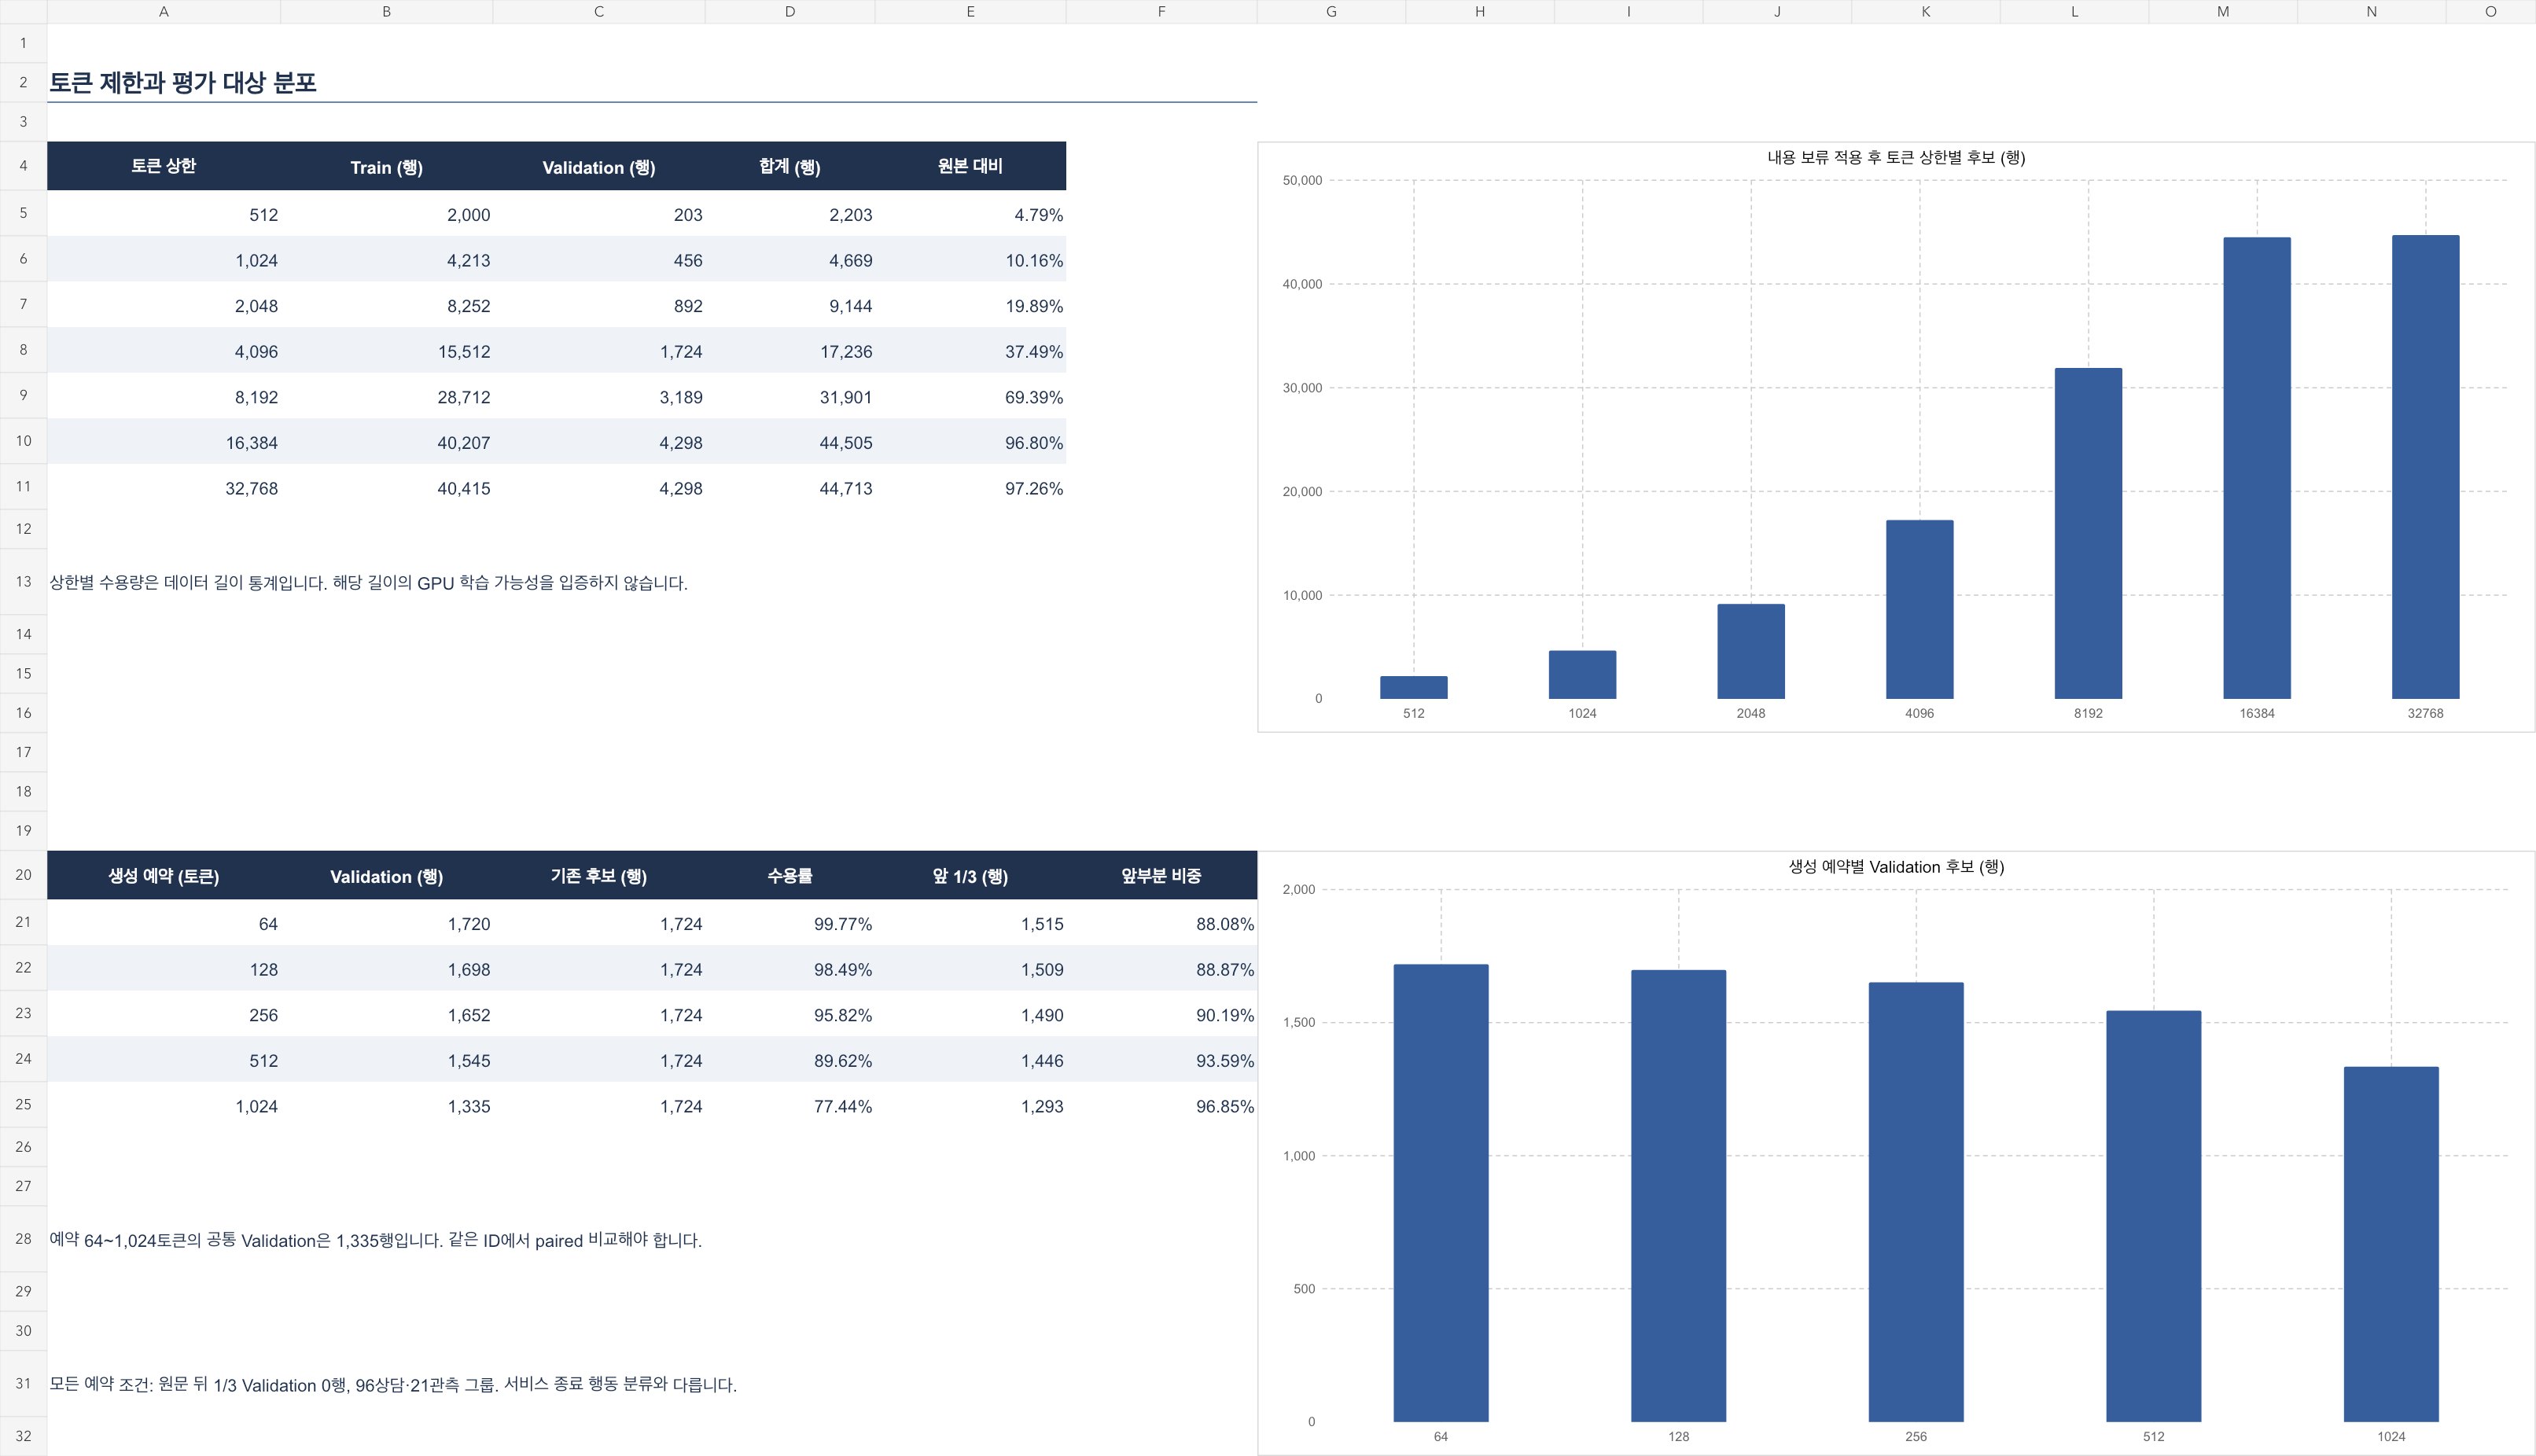 A B C D E F G H I J K L M N O
1
2 토큰 제한과 평가 대상 분포
3
4 토큰 상한 Train (행) Validation (행) 합계 (행) 원본 대비
5 512 2,000 203 2,203 4.79%
6 1,024 4,213 456 4,669 10.16%
7 2,048 8,252 892 9,144 19.89%
8 4,096 15,512 1,724 17,236 37.49%
9 8,192 28,712 3,189 31,901 69.39%
10 16,384 40,207 4,298 44,505 96.80%
11 32,768 40,415 4,298 44,713 97.26%
12
13 상한별 수용량은 데이터 길이 통계입니다. 해당 길이의 GPU 학습 가능성을 입증하지 않습니다.
14
15
16
내용 보류 적용 후 토큰 상한별 후보 (행)
50,000
40,000
30,000
20,000
10,000
0
512 1024 2048 4096 8192 16384 32768
17
18
19
20 생성 예약 (토큰) Validation (행) 기존 후보 (행) 수용률 앞 1/3 (행) 앞부분 비중
21 64 1,720 1,724 99.77% 1,515 88.08%
22 128 1,698 1,724 98.49% 1,509 88.87%
23 256 1,652 1,724 95.82% 1,490 90.19%
24 512 1,545 1,724 89.62% 1,446 93.59%
25 1,024 1,335 1,724 77.44% 1,293 96.85%
26
27
28 예약 64~1,024토큰의 공통 Validation은 1,335행입니다. 같은 ID에서 paired 비교해야 합니다.
29
30
31 모든 예약 조건: 원문 뒤 1/3 Validation 0행, 96상담·21관측 그룹. 서비스 종료 행동 분류와 다릅니다.
32
생성 예약별 Validation 후보 (행)
2,000
1,500
1,000
500
0
64 128 256 512 1024